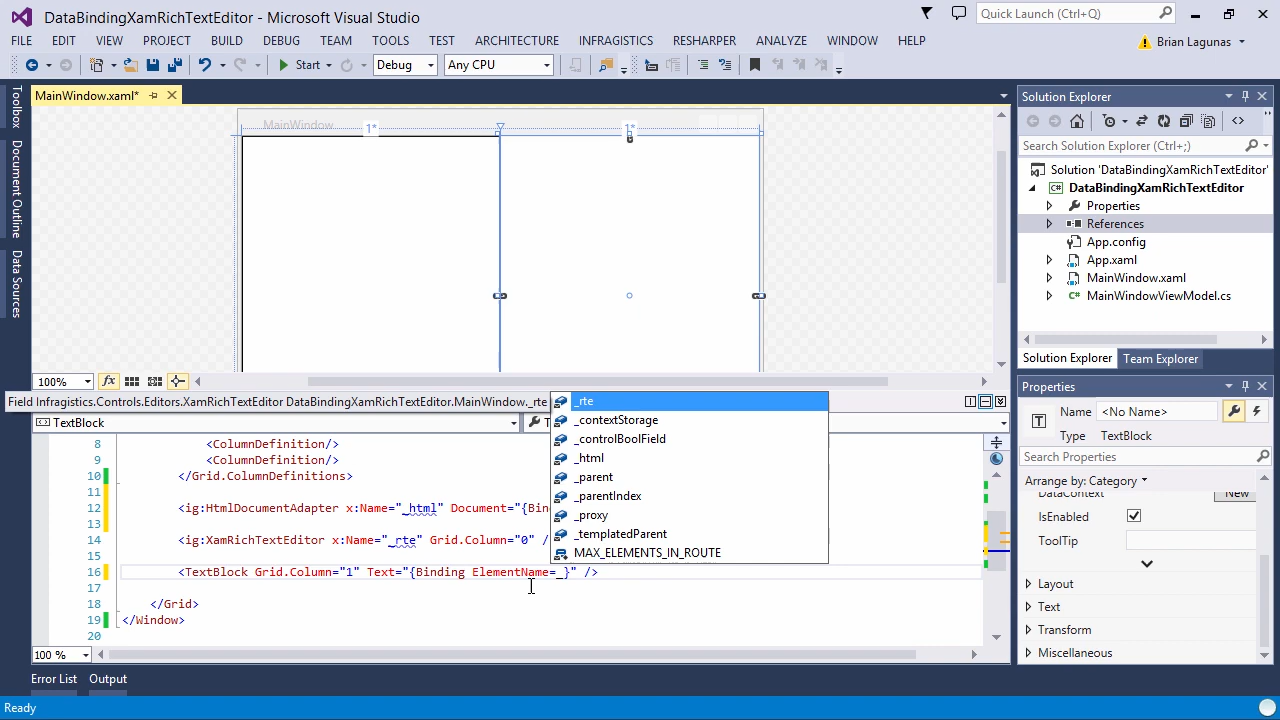 DataBindingXamRichTextEditor - Microsoft Visual Studio
Quick Launch (Ctrl+Q)
FILE EDIT VIEW PROJECT BUILD DEBUG TEAM TOOLS TEST ARCHITECTURE INFRAGISTICS RESHARPER ANALYZE WINDOW HELP
Brian Lagunas
Start Debug Any CPU
Toolbox
Document Outline
Data Sources
MainWindow.xaml*
MainWindow
1* 1*
100%
Field Infragistics.Controls.Editors.XamRichTextEditor DataBindingXamRichTextEditor.MainWindow._rte
TextBlock
_rte
_contextStorage
_controlBoolField
_html
_parent
_parentIndex
_proxy
_templatedParent
MAX_ELEMENTS_IN_ROUTE
8 <ColumnDefinition/>
9 <ColumnDefinition/>
10 </Grid.ColumnDefinitions>
11
12 <ig:HtmlDocumentAdapter x:Name="_html" Document="{Bin
13
14 <ig:XamRichTextEditor x:Name="_rte" Grid.Column="0" /
15
16 <TextBlock Grid.Column="1" Text="{Binding ElementName=_}" />
17
18 </Grid>
19 </Window>
20
100 %
Error List Output
Ready
Solution Explorer
Search Solution Explorer (Ctrl+;)
Solution 'DataBindingXamRichTextEditor'
DataBindingXamRichTextEditor
Properties
References
App.config
App.xaml
MainWindow.xaml
MainWindowViewModel.cs
Solution Explorer Team Explorer
Properties
Name <No Name>
Type TextBlock
Search Properties
Arrange by: Category
DataContext New
IsEnabled
ToolTip
Layout
Text
Transform
Miscellaneous